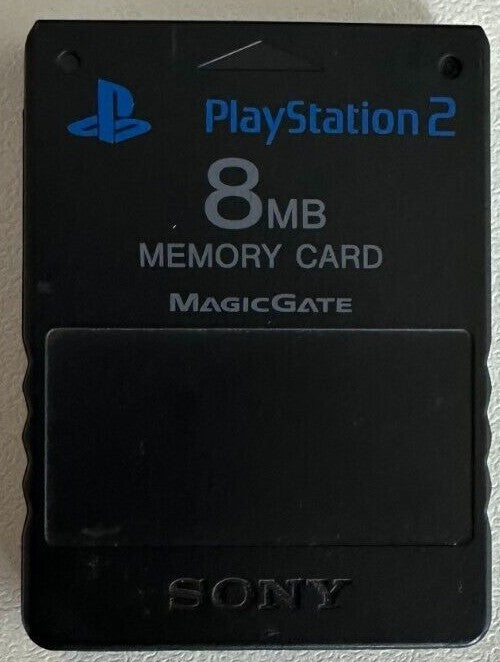 PlayStation 2
8MB
MEMORY CARD
MAGICGATE
SONY